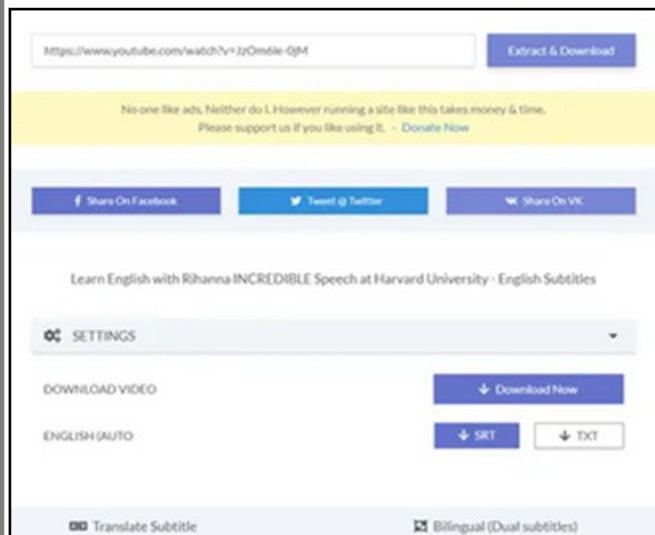 https://www.youtube.com/watch?v=JzOm6le-0jM
Extract & Download
No one like ads, Neither do I. However running a site like this takes money & time.
Please support us if you like using it. - Donate Now
Share On Facebook
Tweet @ Twitter
Share On VK
Learn English with Rihanna INCREDIBLE Speech at Harvard University - English Subtitles
SETTINGS
DOWNLOAD VIDEO
Download Now
ENGLISH (AUTO
SRT
TXT
Translate Subtitle
Bilingual (Dual subtitles)